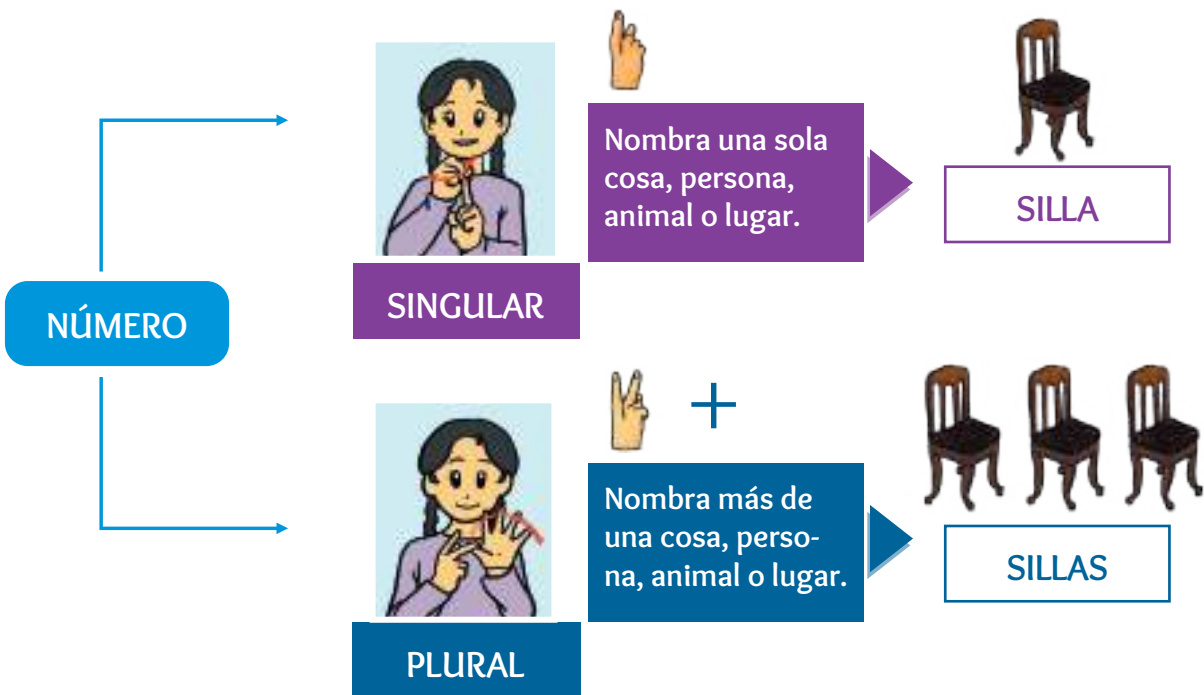 NÚMERO
SINGULAR
Nombra una sola
cosa, persona,
animal o lugar.
SILLA
PLURAL
+
Nombra más de
una cosa, perso-
na, animal o lugar.
SILLAS